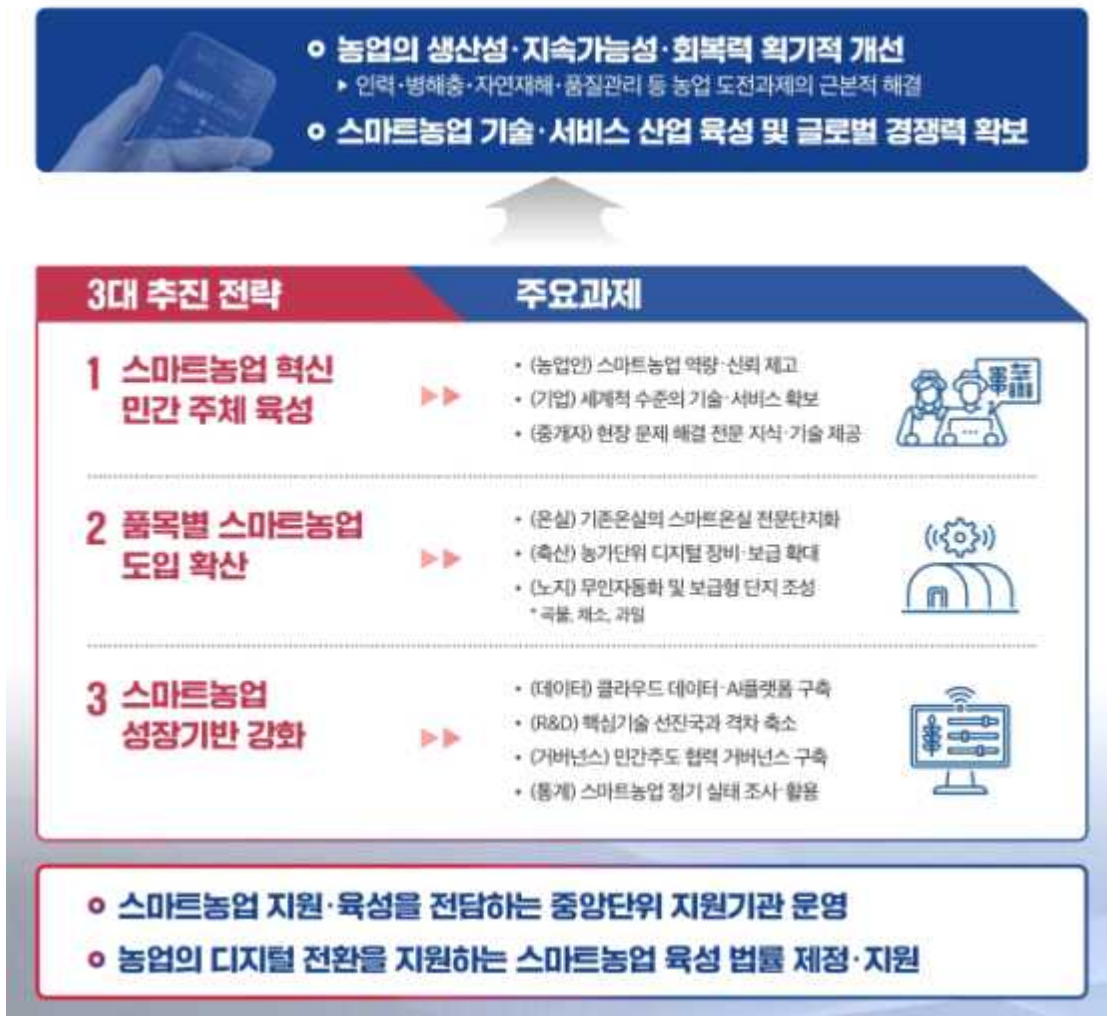 농업의 생산성·지속가능성·회복력 획기적 개선
▸ 인력·병해충·자연재해·품질관리 등 농업 도전과제의 근본적 해결
스마트농업 기술·서비스 산업 육성 및 글로벌 경쟁력 확보
3대 추진 전략
주요과제
1 스마트농업 혁신
민간 주체 육성
• (농업인) 스마트농업 역량·신뢰 제고
• (기업) 세계적 수준의 기술·서비스 확보
• (중개자) 현장 문제 해결 전문 지식·기술 제공
2 품목별 스마트농업
도입 확산
• (온실) 기존온실의 스마트온실 전문단지화
• (축산) 농가단위 디지털 장비·보급 확대
• (노지) 무인자동화 및 보급형 단지 조성
* 곡물, 채소, 과일
3 스마트농업
성장기반 강화
• (데이터) 클라우드 데이터·AI플랫폼 구축
• (R&D) 핵심기술 선진국과 격차 축소
• (거버넌스) 민간주도 협력 거버넌스 구축
• (통계) 스마트농업 정기 실태 조사·활용
스마트농업 지원·육성을 전담하는 중앙단위 지원기관 운영
농업의 디지털 전환을 지원하는 스마트농업 육성 법률 제정·지원